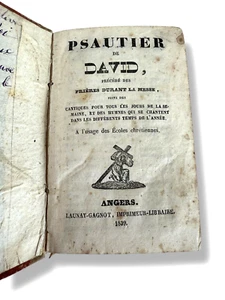 PSAUTIER
DE
DAVID,
PRÉCÉDÉ DES
PRIÈRES DURANT LA MESSE,
SUIVI DES
CANTIQUES POUR TOUS LES JOURS DE LA SE-
MAINE, ET DES HYMNES QUI SE CHANTENT
DANS LES DIFFÉRENTS TEMPS DE L'ANNÉE.
A l'usage des Écoles chrétiennes.
ANGERS.
LAUNAY-GAGNOT, IMPRIMEUR-LIBRAIRE.
1839.